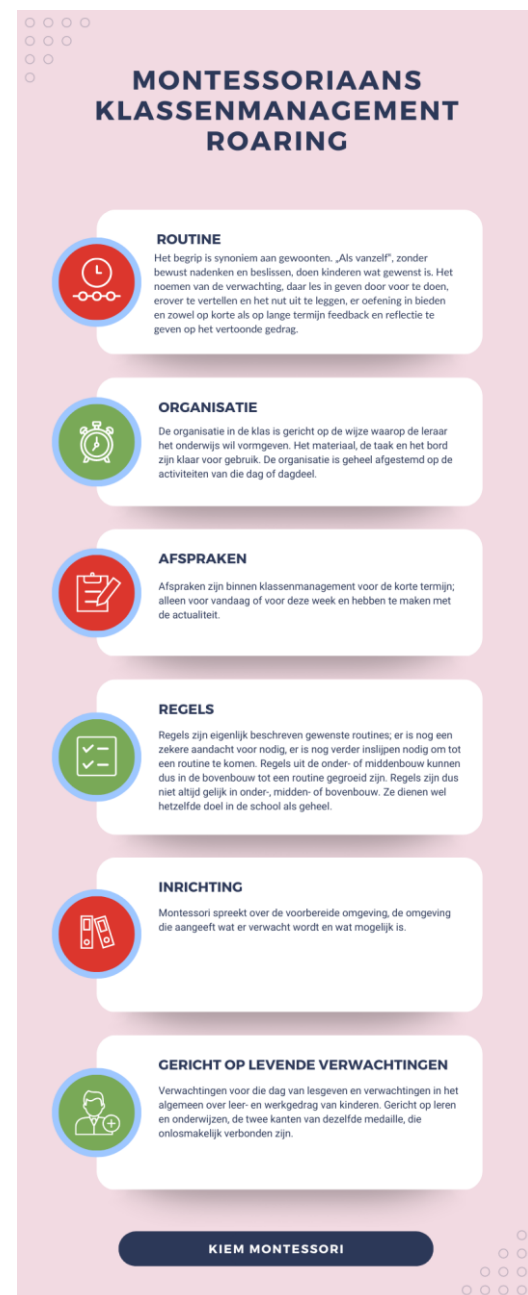 MONTESSORIAANS
KLASSENMANAGEMENT
ROARING
ROUTINE
Het begrip is synoniem aan gewoonten. „Als vanzelf", zonder
bewust nadenken en beslissen, doen kinderen wat gewenst is. Het
noemen van de verwachting, daar les in geven door voor te doen,
erover te vertellen en het nut uit te leggen, er oefening in bieden
en zowel op korte als op lange termijn feedback en reflectie te
geven op het vertoonde gedrag.
ORGANISATIE
De organisatie in de klas is gericht op de wijze waarop de leraar
het onderwijs wil vormgeven. Het materiaal, de taak en het bord
zijn klaar voor gebruik. De organisatie is geheel afgestemd op de
activiteiten van die dag of dagdeel.
AFSPRAKEN
Afspraken zijn binnen klassenmanagement voor de korte termijn;
alleen voor vandaag of voor deze week en hebben te maken met
de actualiteit.
REGELS
Regels zijn eigenlijk beschreven gewenste routines; er is nog een
zekere aandacht voor nodig, er is nog verder inslijpen nodig om tot
een routine te komen. Regels uit de onder- of middenbouw kunnen
dus in de bovenbouw tot een routine gegroeid zijn. Regels zijn dus
niet altijd gelijk in onder-, midden- of bovenbouw. Ze dienen wel
hetzelfde doel in de school als geheel.
INRICHTING
Montessori spreekt over de voorbereide omgeving, de omgeving
die aangeeft wat er verwacht wordt en wat mogelijk is.
GERICHT OP LEVENDE VERWACHTINGEN
Verwachtingen voor die dag van lesgeven en verwachtingen in het
algemeen over leer- en werkgedrag van kinderen. Gericht op leren
en onderwijzen, de twee kanten van dezelfde medaille, die
onlosmakelijk verbonden zijn.
KIEM MONTESSORI